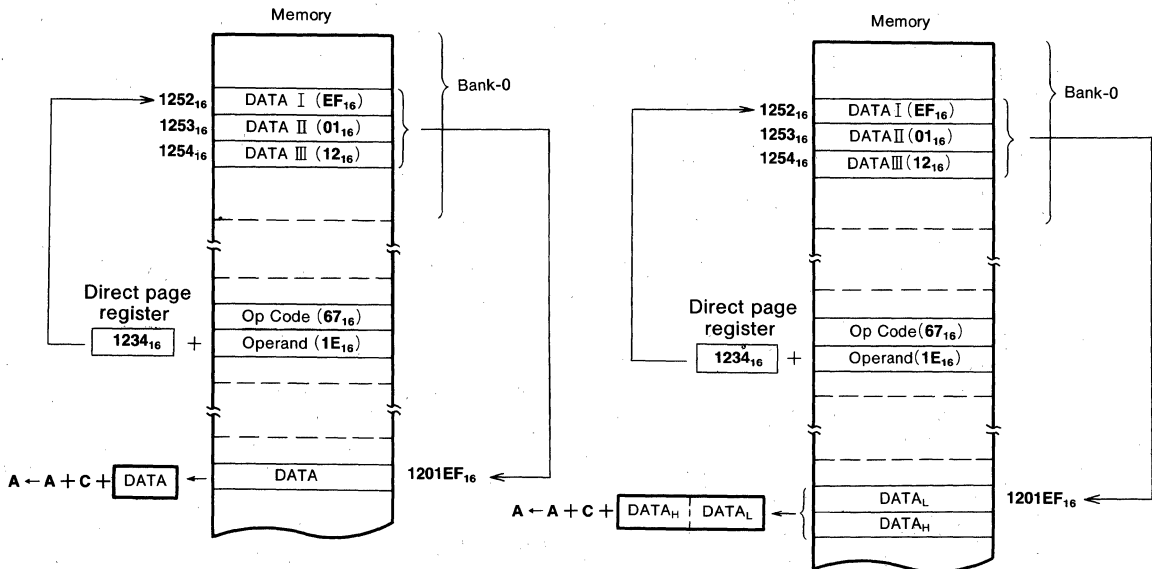 Memory
Bank-0
1252₁₆
DATA Ⅰ (EF₁₆)
1253₁₆
DATA Ⅱ (01₁₆)
1254₁₆
DATA Ⅲ (12₁₆)
Direct page
register
1234₁₆ +
Op Code (67₁₆)
Operand (1E₁₆)
A ← A + C + DATA ←
DATA
1201EF₁₆
Memory
Bank-0
1252₁₆
DATA Ⅰ (EF₁₆)
1253₁₆
DATA Ⅱ (01₁₆)
1254₁₆
DATA Ⅲ (12₁₆)
Direct page
register
1234₁₆ +
Op Code (67₁₆)
Operand (1E₁₆)
A ← A + C + DATA_H DATA_L ←
DATA_L
1201EF₁₆
DATA_H